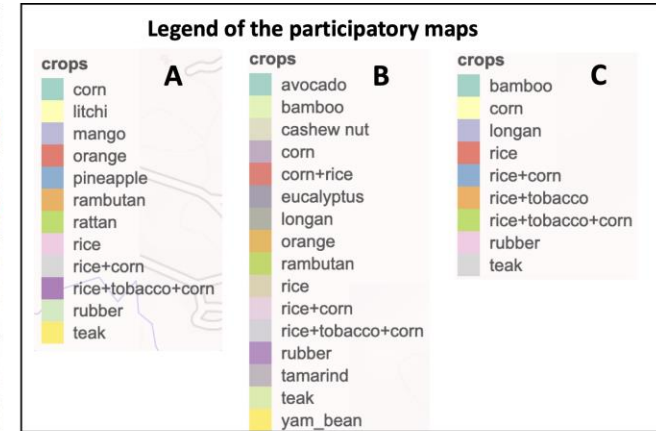 Legend of the participatory maps
crops
A
corn
litchi
mango
orange
pineapple
rambutan
rattan
rice
rice+corn
rice+tobacco+corn
rubber
teak
crops
B
avocado
bamboo
cashew nut
corn
corn+rice
eucalyptus
longan
orange
rambutan
rice
rice+corn
rice+tobacco+corn
rubber
tamarind
teak
yam_bean
crops
C
bamboo
corn
longan
rice
rice+corn
rice+tobacco
rice+tobacco+corn
rubber
teak